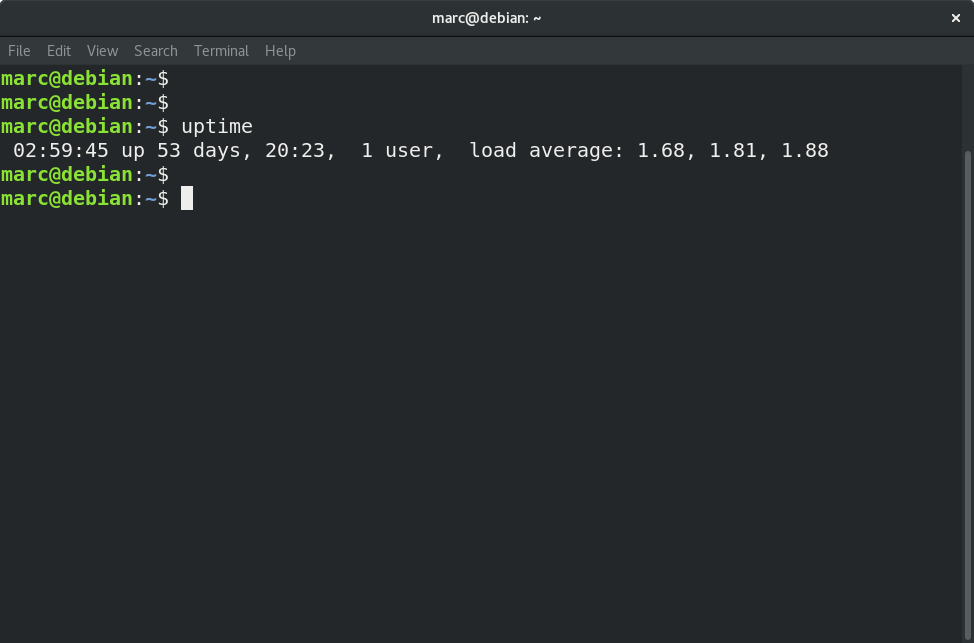 marc@debian: ~
File Edit View Search Terminal Help
marc@debian:~$
marc@debian:~$
marc@debian:~$ uptime
 02:59:45 up 53 days, 20:23,  1 user,  load average: 1.68, 1.81, 1.88
marc@debian:~$
marc@debian:~$